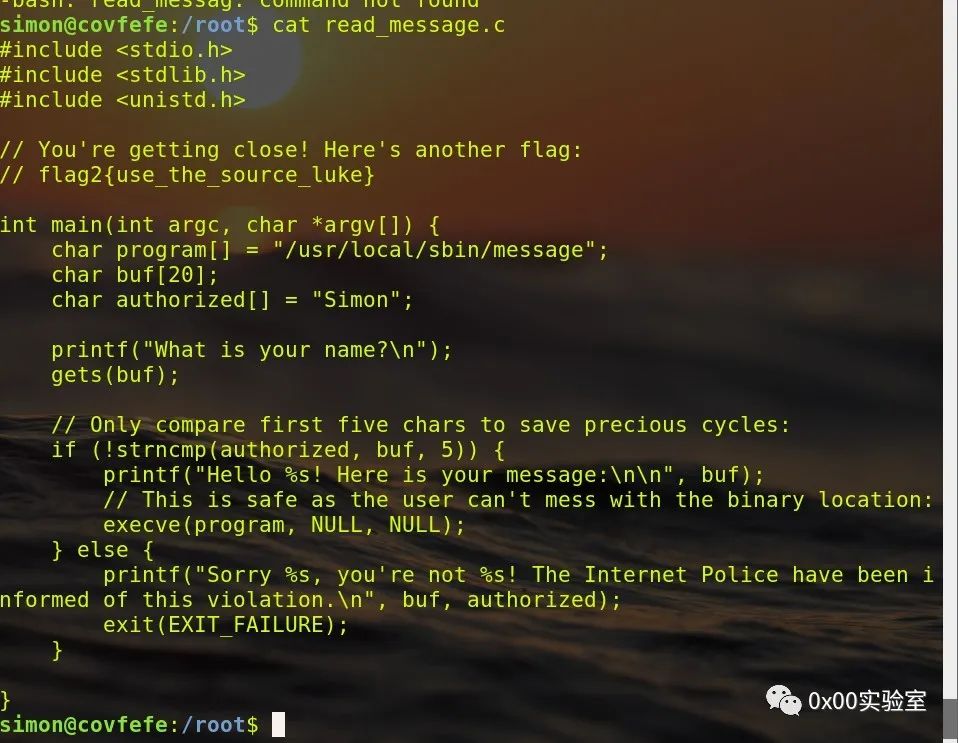 -bash: read_messag: command not found
simon@covfefe:/root$ cat read_message.c
#include <stdio.h>
#include <stdlib.h>
#include <unistd.h>
// You're getting close! Here's another flag:
// flag2{use_the_source_luke}
int main(int argc, char *argv[]) {
    char program[] = "/usr/local/sbin/message";
    char buf[20];
    char authorized[] = "Simon";
    printf("What is your name?\n");
    gets(buf);
    // Only compare first five chars to save precious cycles:
    if (!strncmp(authorized, buf, 5)) {
        printf("Hello %s! Here is your message:\n\n", buf);
        // This is safe as the user can't mess with the binary location:
        execve(program, NULL, NULL);
    } else {
        printf("Sorry %s, you're not %s! The Internet Police have been i
nformed of this violation.\n", buf, authorized);
        exit(EXIT_FAILURE);
    }
}
simon@covfefe:/root$
0x00实验室